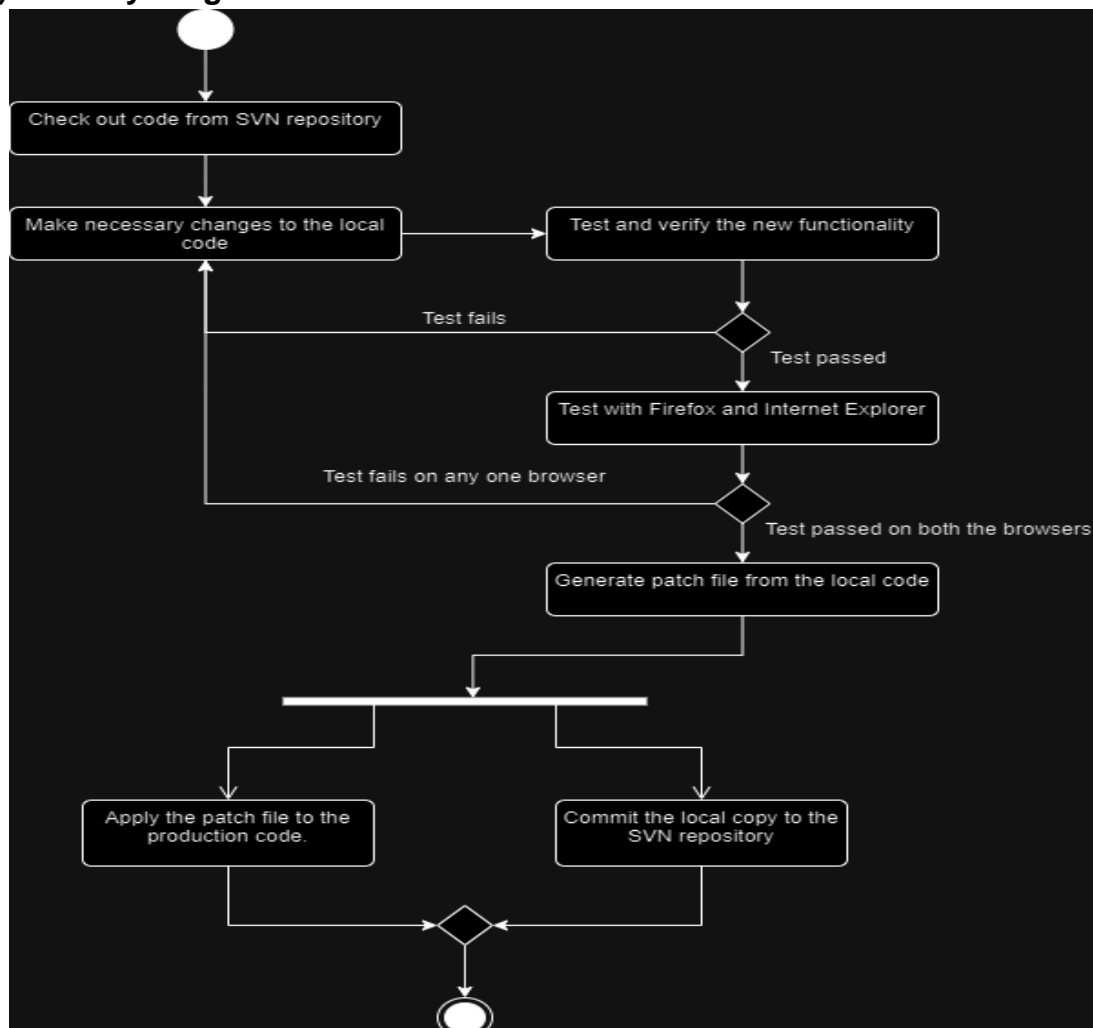 Check out code from SVN repository
Make necessary changes to the local
code
Test and verify the new functionality
Test fails
Test passed
Test with Firefox and Internet Explorer
Test fails on any one browser
Test passed on both the browsers
Generate patch file from the local code
Apply the patch file to the
production code.
Commit the local copy to the
SVN repository